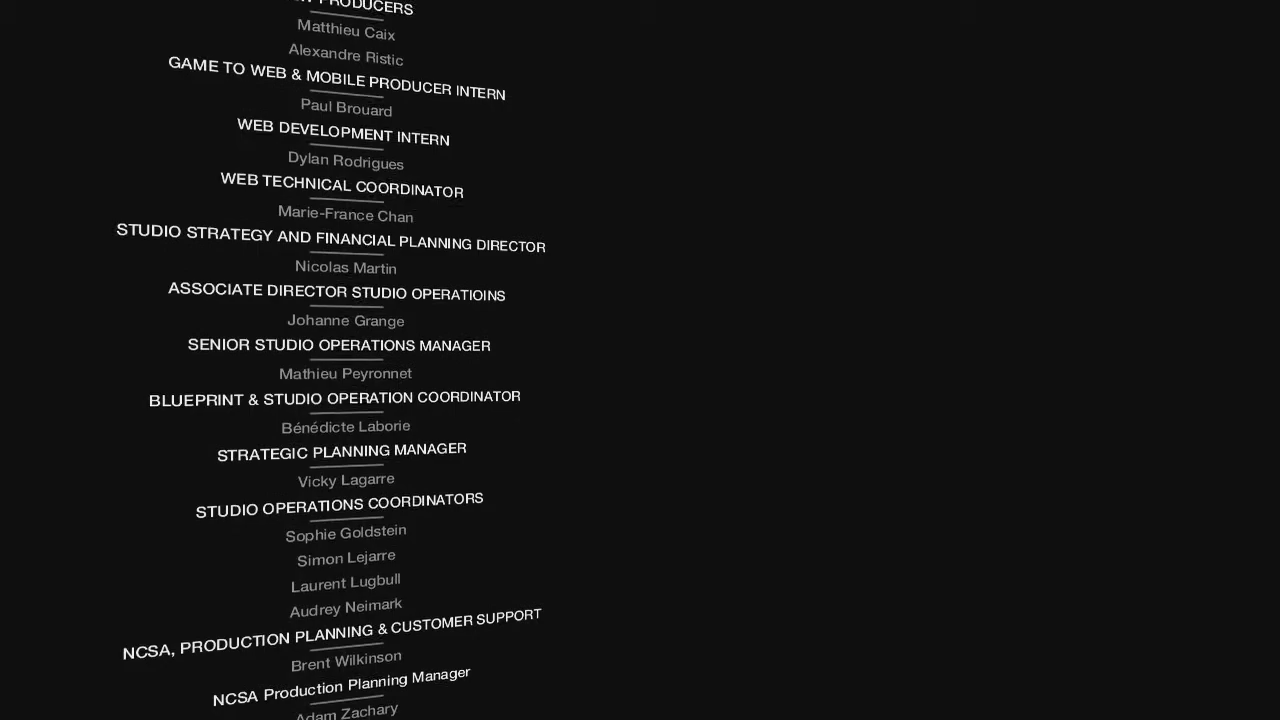 PRODUCERS
Matthieu Caix
Alexandre Ristic
GAME TO WEB & MOBILE PRODUCER INTERN
Paul Brouard
WEB DEVELOPMENT INTERN
Dylan Rodrigues
WEB TECHNICAL COORDINATOR
Marie-France Chan
STUDIO STRATEGY AND FINANCIAL PLANNING DIRECTOR
Nicolas Martin
ASSOCIATE DIRECTOR STUDIO OPERATIOINS
Johanne Grange
SENIOR STUDIO OPERATIONS MANAGER
Mathieu Peyronnet
BLUEPRINT & STUDIO OPERATION COORDINATOR
Bénédicte Laborie
STRATEGIC PLANNING MANAGER
Vicky Lagarre
STUDIO OPERATIONS COORDINATORS
Sophie Goldstein
Simon Lejarre
Laurent Lugbull
Audrey Neimark
NCSA, PRODUCTION PLANNING & CUSTOMER SUPPORT
Brent Wilkinson
NCSA Production Planning Manager
Adam Zachary